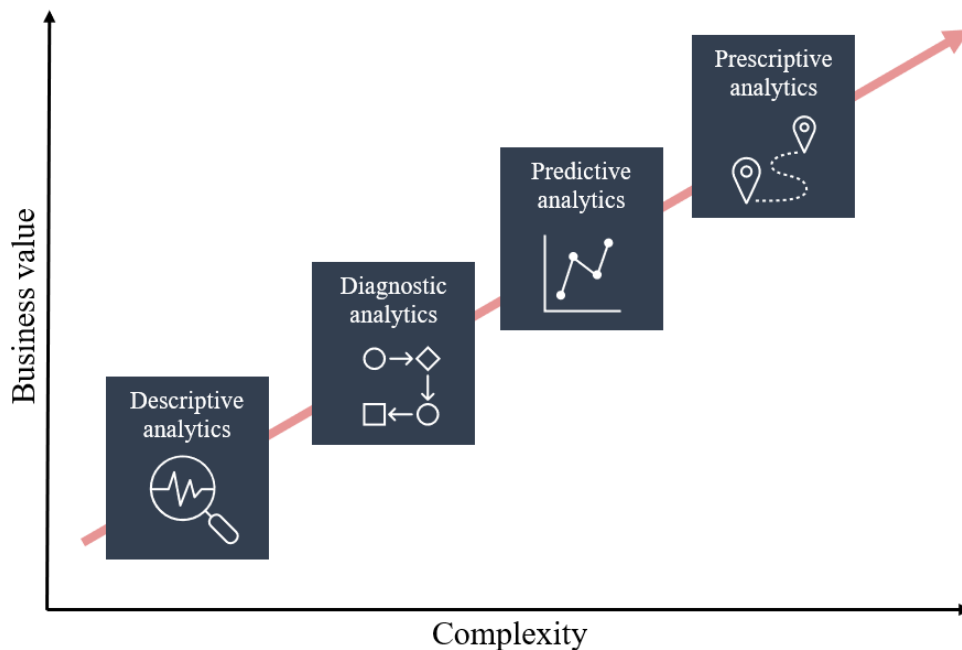 Prescriptive
analytics
Predictive
analytics
Diagnostic
analytics
Descriptive
analytics
Business value
Complexity